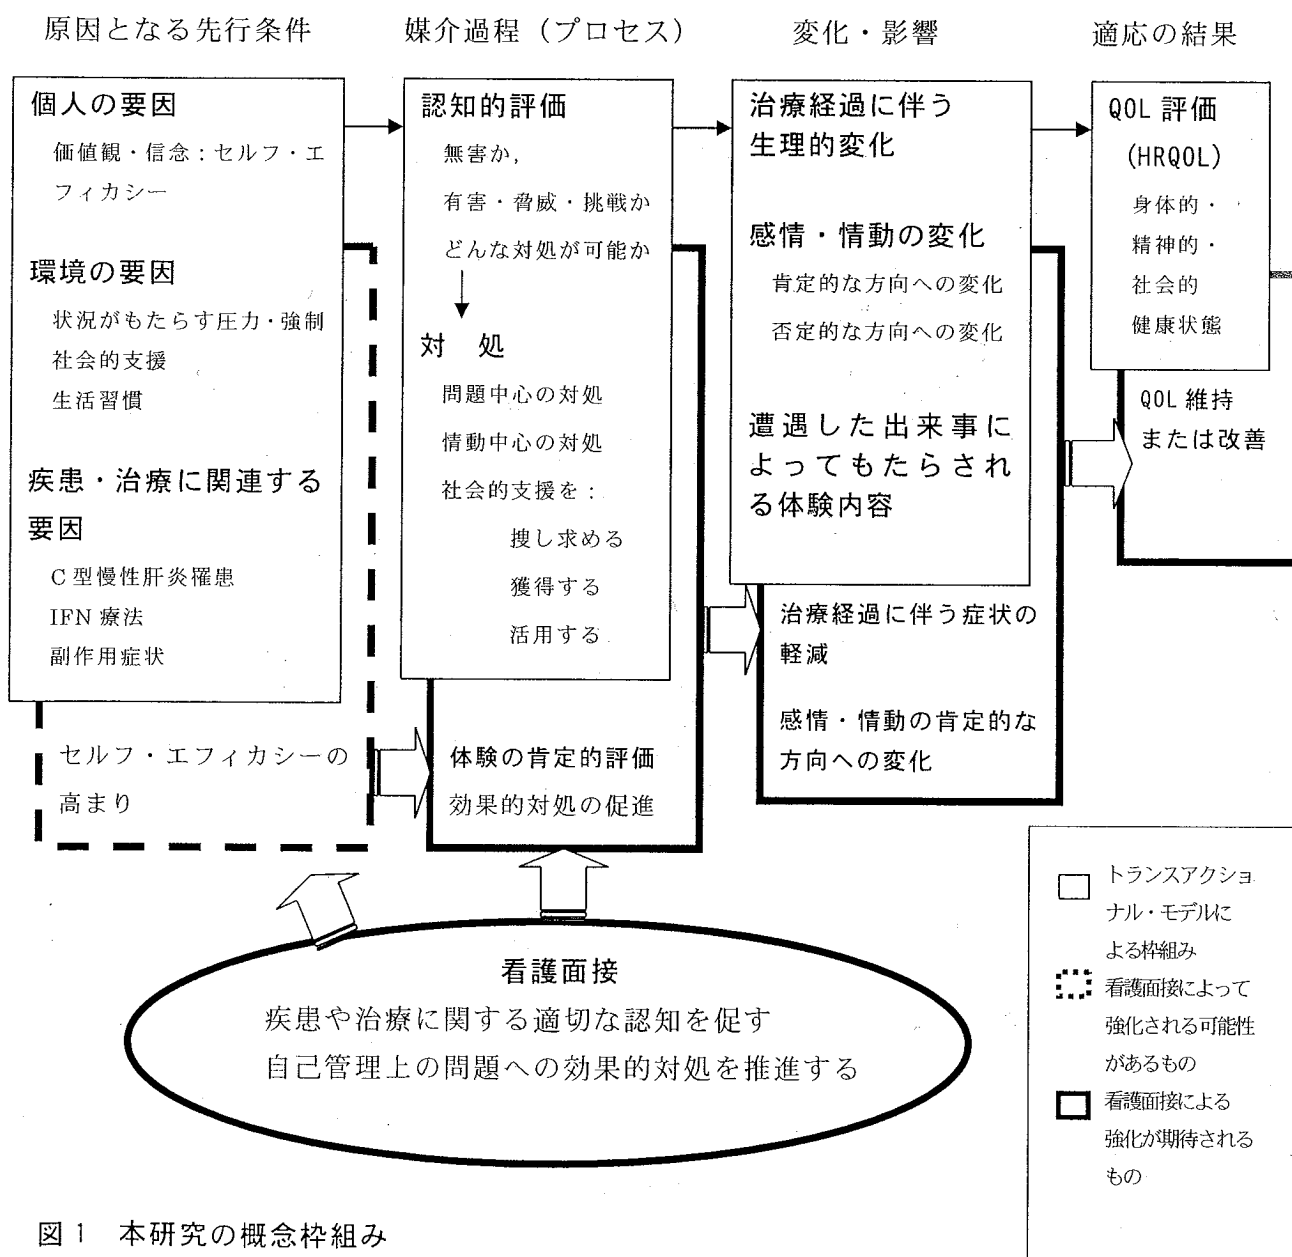 原因となる先行条件
媒介過程（プロセス）
変化・影響
適応の結果
個人の要因
価値観・信念：セルフ・エ
フィカシー
環境の要因
状況がもたらす圧力・強制
社会的支援
生活習慣
疾患・治療に関連する
要因
C型慢性肝炎罹患
IFN 療法
副作用症状
セルフ・エフィカシーの
高まり
認知的評価
無害か，
有害・脅威・挑戦か
どんな対処が可能か
対　処
問題中心の対処
情動中心の対処
社会的支援を：
捜し求める
獲得する
活用する
体験の肯定的評価
効果的対処の促進
治療経過に伴う
生理的変化
感情・情動の変化
肯定的な方向への変化
否定的な方向への変化
遭遇した出来事に
よってもたらされ
る体験内容
治療経過に伴う症状の
軽減
感情・情動の肯定的な
方向への変化
QOL 評価
(HRQOL)
身体的・
精神的・
社会的
健康状態
QOL 維持
または改善
看護面接
疾患や治療に関する適切な認知を促す
自己管理上の問題への効果的対処を推進する
トランスアクショ
ナル・モデルに
よる枠組み
看護面接によって
強化される可能性
があるもの
看護面接による
強化が期待される
もの
図1　本研究の概念枠組み